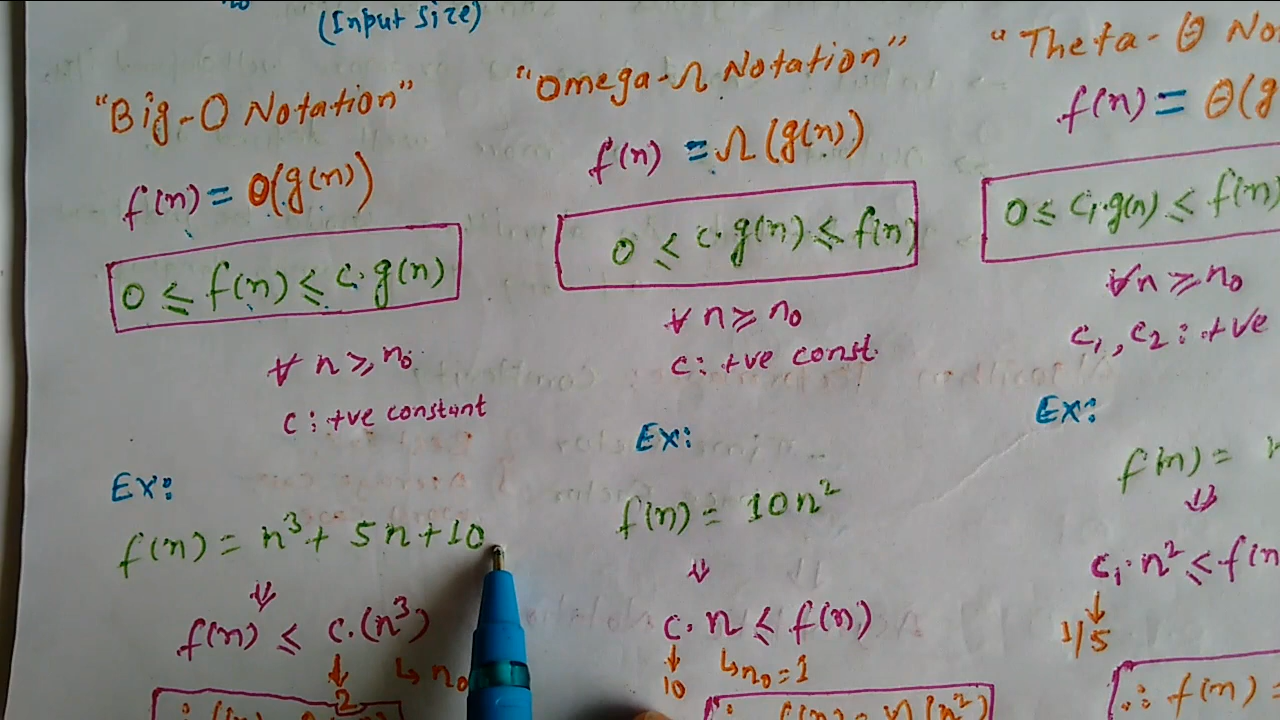 (Input size)
"Big-O Notation"
f(n) = O(g(n))
0 ≤ f(n) ≤ c·g(n)
∀ n ≥ n₀
c: +ve constant
Ex:
f(n) = n³ + 5n + 10
⇓
f(n) ≤ c·(n³)
↓ ↳ n₀
2
"Omega-Ω Notation"
f(n) = Ω(g(n))
0 ≤ c·g(n) ≤ f(n)
∀ n ≥ n₀
c: +ve const.
Ex:
f(n) = 10n²
⇓
c·n ≤ f(n)
↓ ↳ n₀=1
10
∴ f(n) = Ω(n²)
"Theta-Θ No
f(n) = Θ(g
0 ≤ c₁·g(n) ≤ f(n)
∀n ≥ n₀
c₁, c₂: +ve
Ex:
f(n) =
⇓
c₁·n² ≤ f(n
↓
1/5
∴ f(n) =